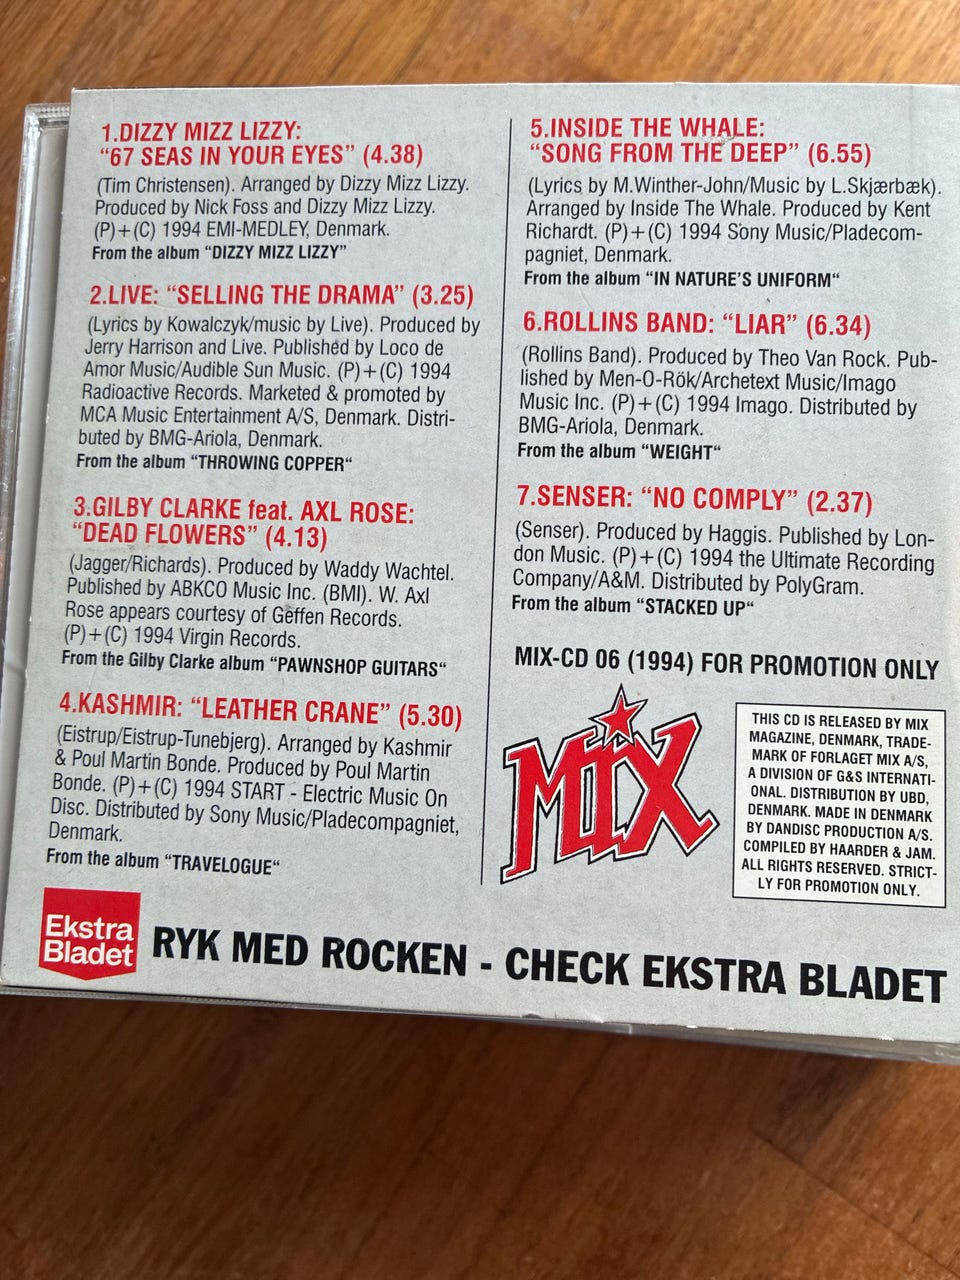 1.DIZZY MIZZ LIZZY:
“67 SEAS IN YOUR EYES” (4.38)
(Tim Christensen). Arranged by Dizzy Mizz Lizzy.
Produced by Nick Foss and Dizzy Mizz Lizzy.
(P)+(C) 1994 EMI-MEDLEY, Denmark.
From the album “DIZZY MIZZ LIZZY”
2.LIVE: “SELLING THE DRAMA” (3.25)
(Lyrics by Kowalczyk/music by Live). Produced by
Jerry Harrison and Live. Published by Loco de
Amor Music/Audible Sun Music. (P)+(C) 1994
Radioactive Records. Marketed & promoted by
MCA Music Entertainment A/S, Denmark. Distri-
buted by BMG-Ariola, Denmark.
From the album “THROWING COPPER“
3.GILBY CLARKE feat. AXL ROSE:
“DEAD FLOWERS” (4.13)
(Jagger/Richards). Produced by Waddy Wachtel.
Published by ABKCO Music Inc. (BMI). W. Axl
Rose appears courtesy of Geffen Records.
(P)+(C) 1994 Virgin Records.
From the Gilby Clarke album “PAWNSHOP GUITARS“
4.KASHMIR: “LEATHER CRANE” (5.30)
(Eistrup/Eistrup-Tunebjerg). Arranged by Kashmir
& Poul Martin Bonde. Produced by Poul Martin
Bonde. (P)+(C) 1994 START - Electric Music On
Disc. Distributed by Sony Music/Pladecompagniet,
Denmark.
From the album “TRAVELOGUE“
5.INSIDE THE WHALE:
“SONG FROM THE DEEP” (6.55)
(Lyrics by M.Winther-John/Music by L.Skjærbæk).
Arranged by Inside The Whale. Produced by Kent
Richardt. (P)+(C) 1994 Sony Music/Pladecom-
pagniet, Denmark.
From the album “IN NATURE’S UNIFORM“
6.ROLLINS BAND: “LIAR” (6.34)
(Rollins Band). Produced by Theo Van Rock. Pub-
lished by Men-O-Rök/Archetext Music/Imago
Music Inc. (P)+(C) 1994 Imago. Distributed by
BMG-Ariola, Denmark.
From the album “WEIGHT“
7.SENSER: “NO COMPLY” (2.37)
(Senser). Produced by Haggis. Published by Lon-
don Music. (P)+(C) 1994 the Ultimate Recording
Company/A&M. Distributed by PolyGram.
From the album “STACKED UP“
MIX-CD 06 (1994) FOR PROMOTION ONLY
MIX
THIS CD IS RELEASED BY MIX
MAGAZINE, DENMARK, TRADE-
MARK OF FORLAGET MIX A/S,
A DIVISION OF G&S INTERNATI-
ONAL. DISTRIBUTION BY UBD,
DENMARK. MADE IN DENMARK
BY DANDISC PRODUCTION A/S.
COMPILED BY HAARDER & JAM.
ALL RIGHTS RESERVED. STRICT-
LY FOR PROMOTION ONLY.
Ekstra
Bladet
RYK MED ROCKEN - CHECK EKSTRA BLADET